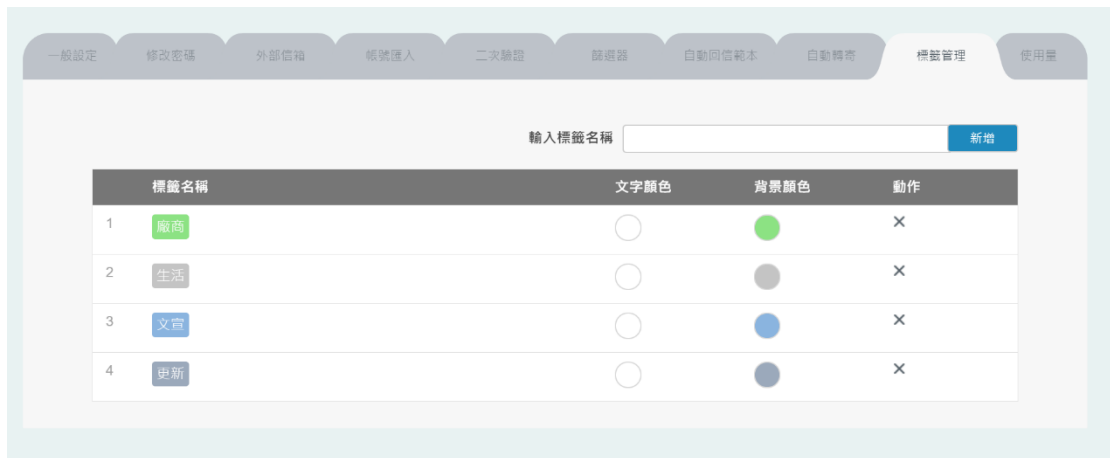 一般設定 修改密碼 外部信箱 帳號匯入 二次驗證 篩選器 自動回信範本 自動轉寄 標籤管理 使用量
輸入標籤名稱 新增
標籤名稱 文字顏色 背景顏色 動作
1 廠商
2 生活
3 文宣
4 更新